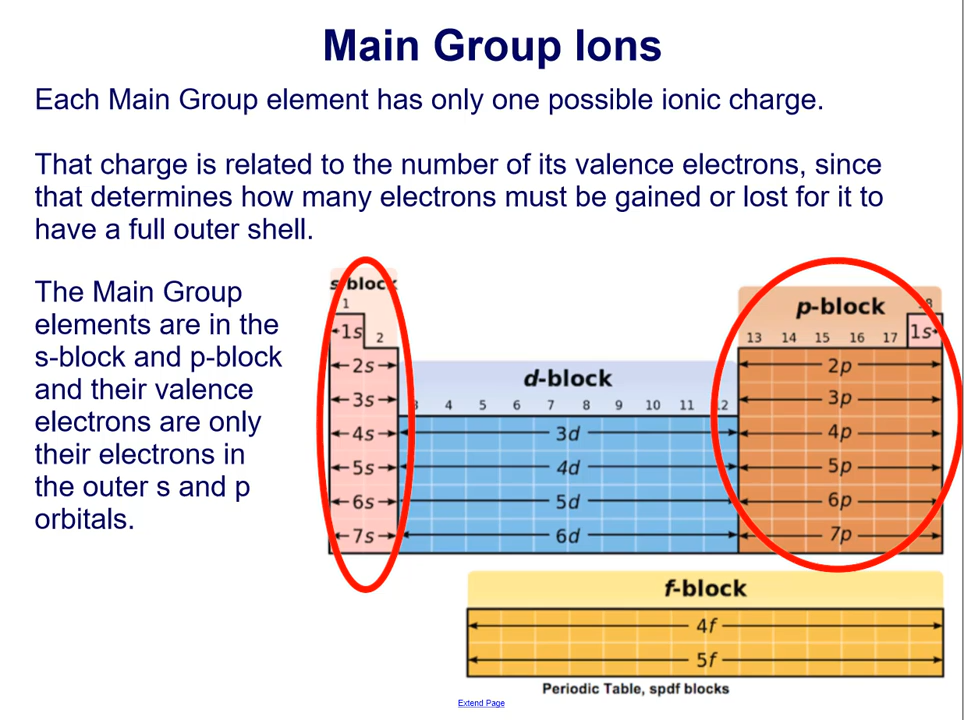 Main Group Ions
Each Main Group element has only one possible ionic charge.
That charge is related to the number of its valence electrons, since
that determines how many electrons must be gained or lost for it to
have a full outer shell.
The Main Group
elements are in the
s-block and p-block
and their valence
electrons are only
their electrons in
the outer s and p
orbitals.
s-block
1
2
1s
2s
3s
4s
5s
6s
7s
d-block
3 4 5 6 7 8 9 10 11 12
3d
4d
5d
6d
p-block
18
13 14 15 16 17
1s
2p
3p
4p
5p
6p
7p
f-block
4f
5f
Periodic Table, spdf blocks
Extend Page